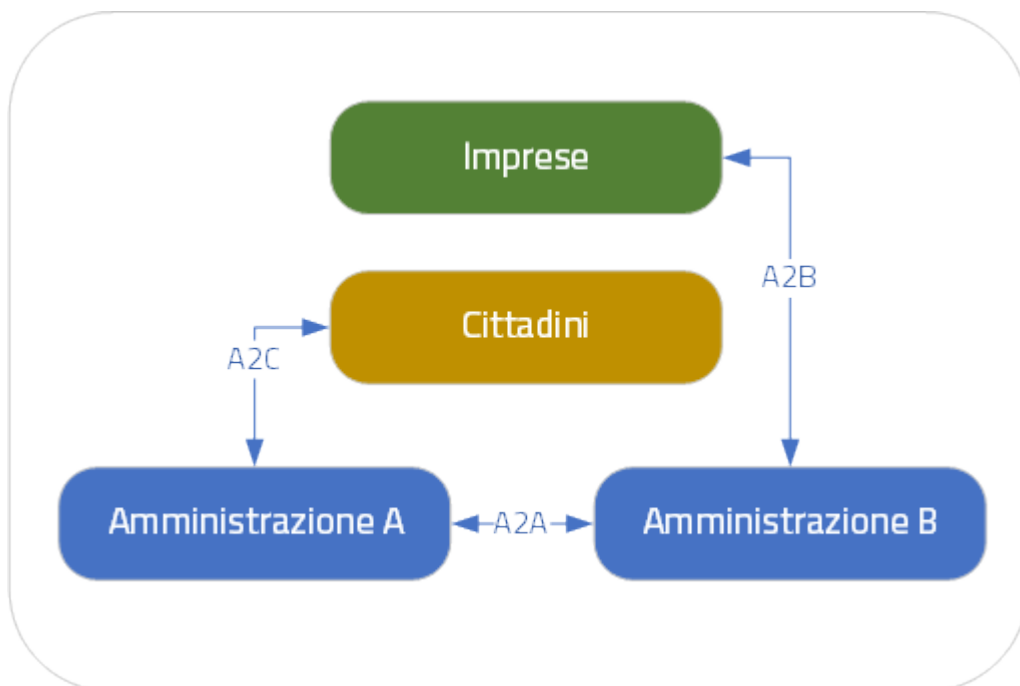 Imprese
A2B
Cittadini
A2C
Amministrazione A
A2A
Amministrazione B